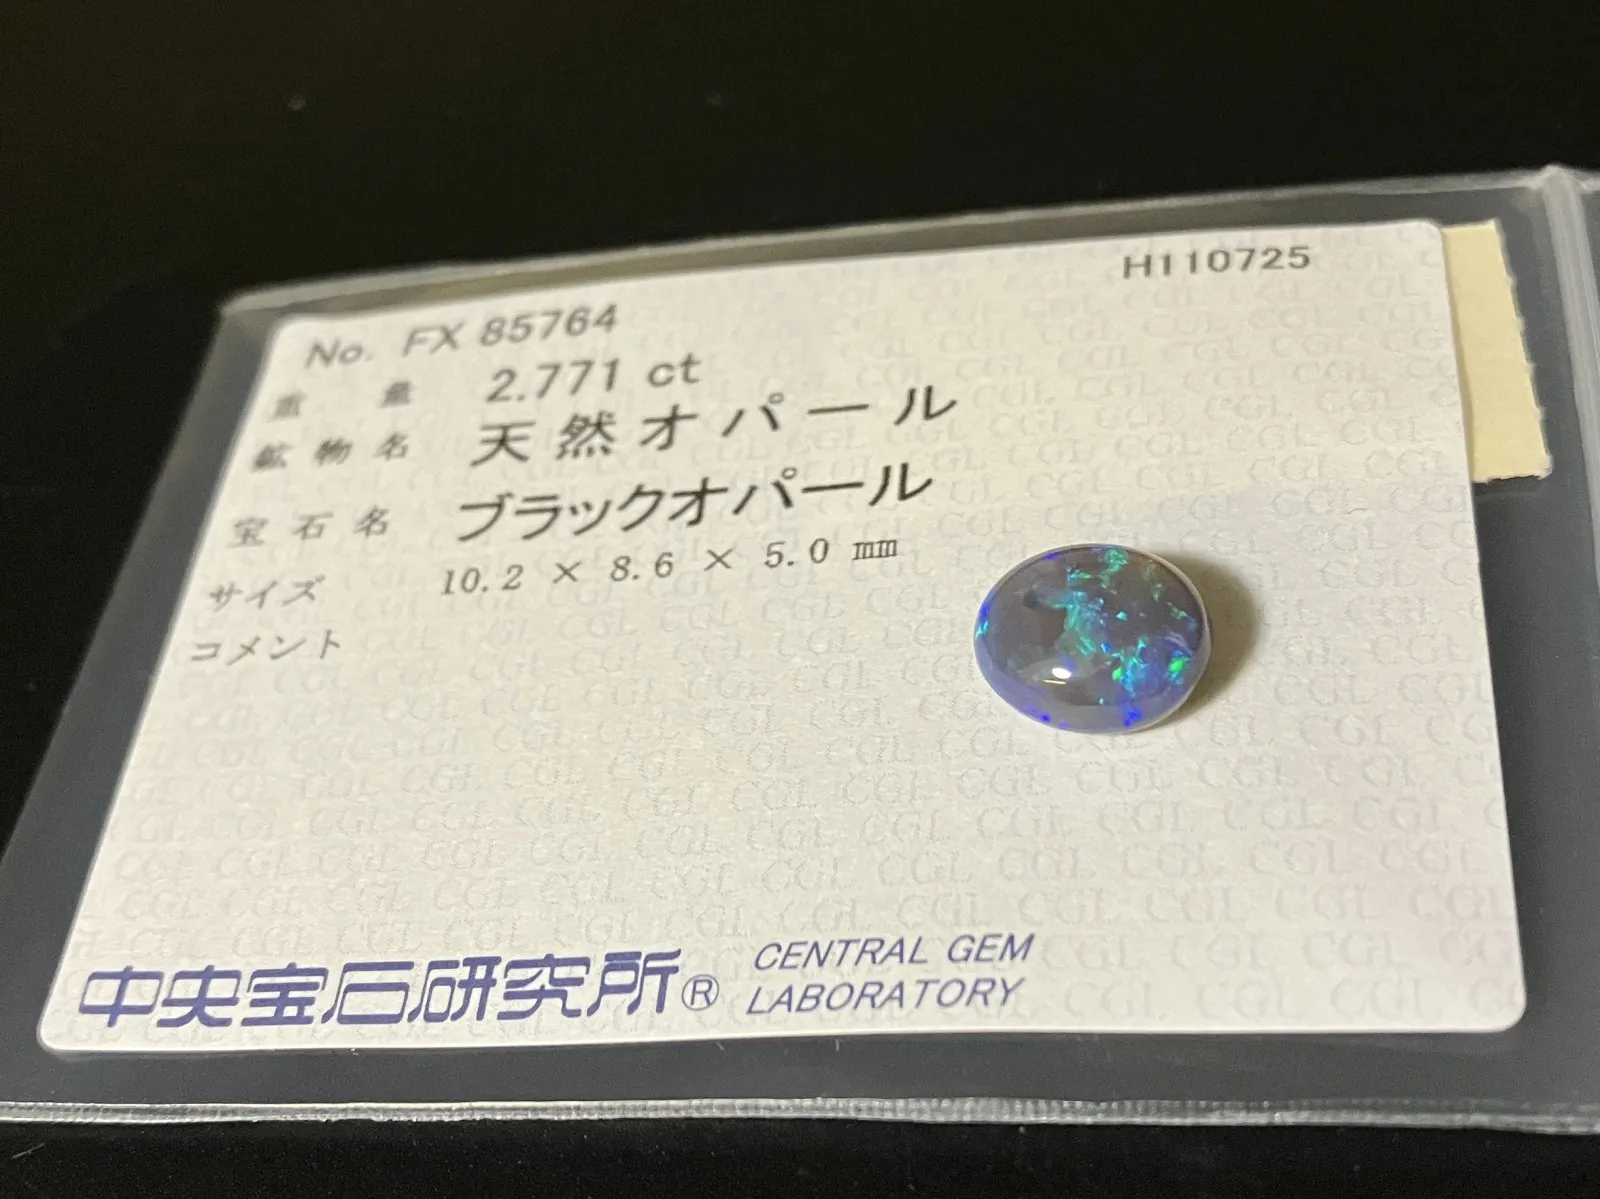 H110725
No. FX 85764
重量 2.771 ct
鉱物名 天然オパール
宝石名 ブラックオパール
サイズ 10.2 × 8.6 × 5.0 mm
コメント
中央宝石研究所® CENTRAL GEM
LABORATORY